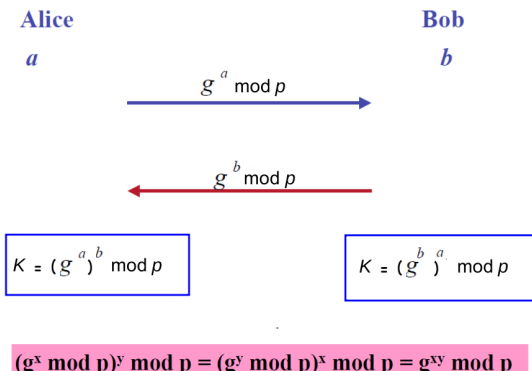 Alice Bob
a b
g^a mod p
g^b mod p
K = (g^a)^b mod p K = (g^b)^a mod p
(g^x mod p)^y mod p = (g^y mod p)^x mod p = g^xy mod p